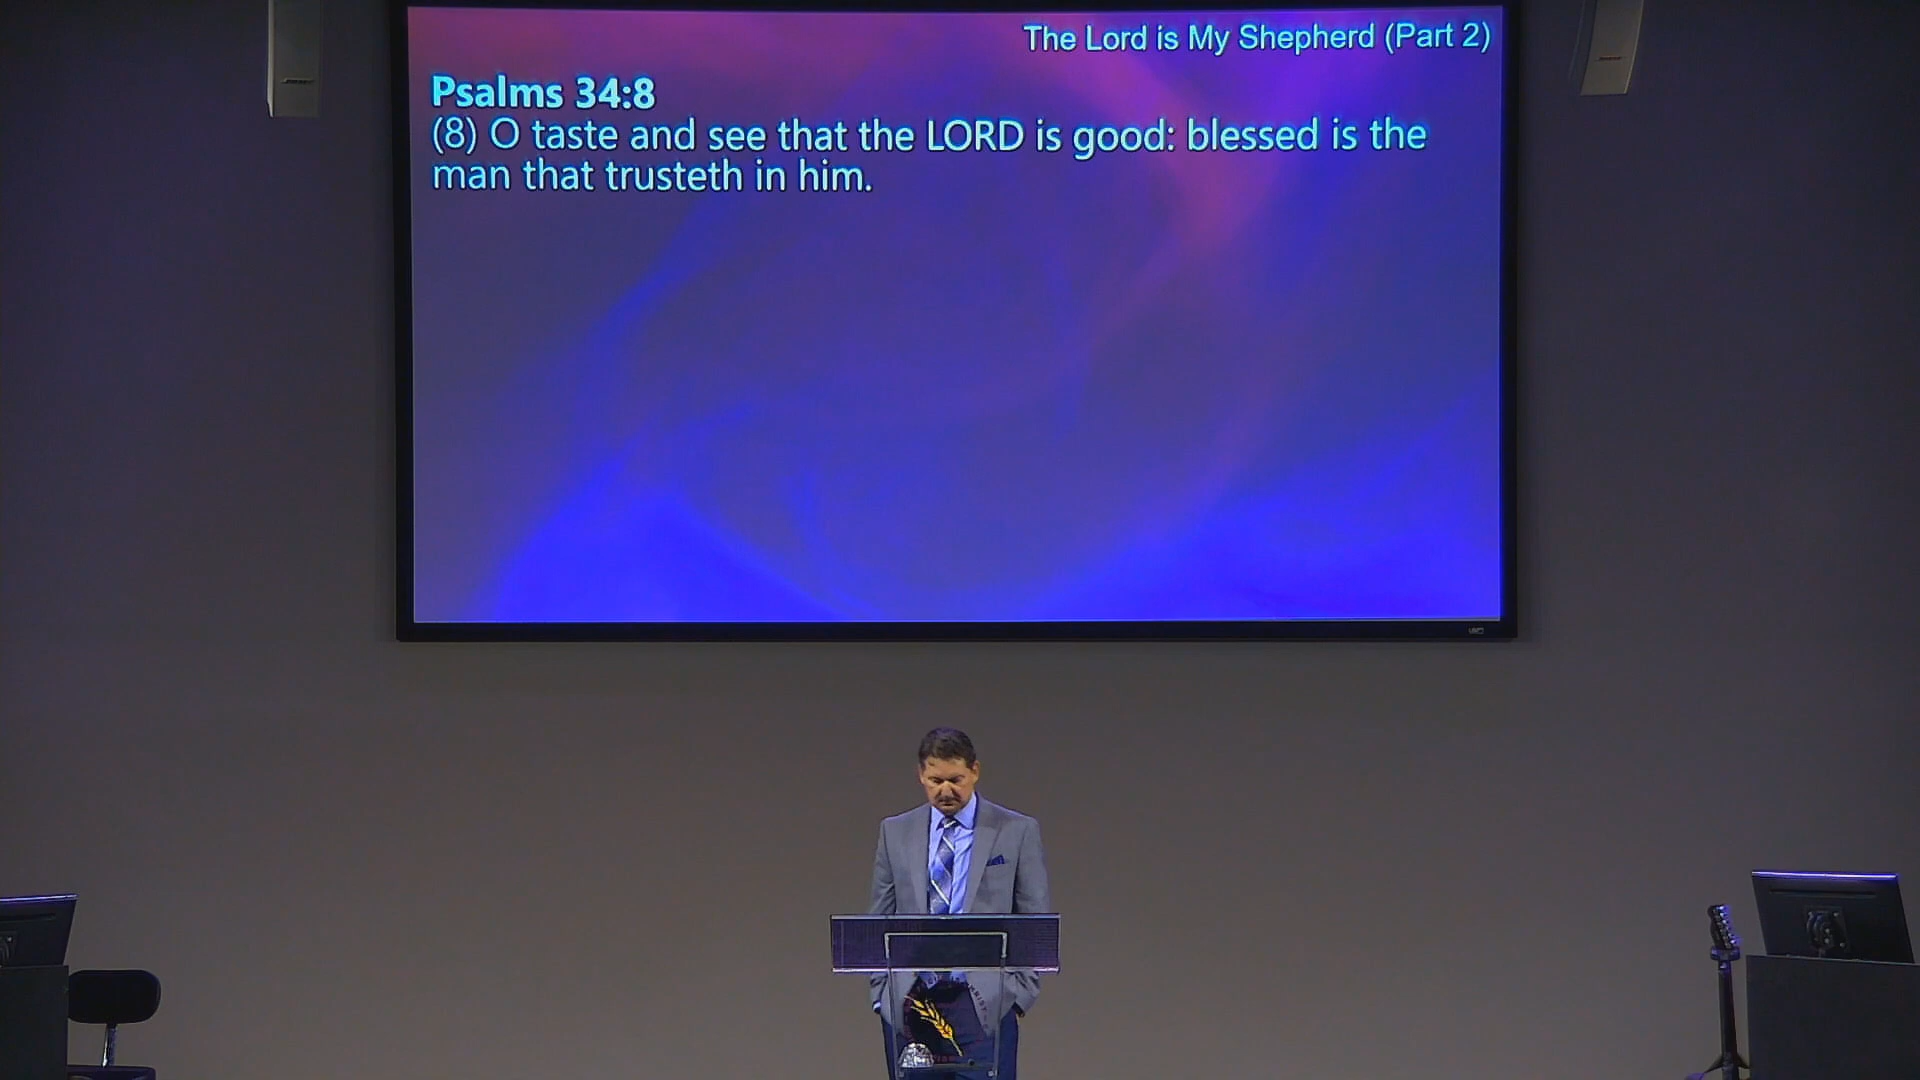 The Lord is My Shepherd (Part 2)
Psalms 34:8
(8) O taste and see that the LORD is good: blessed is the
man that trusteth in him.